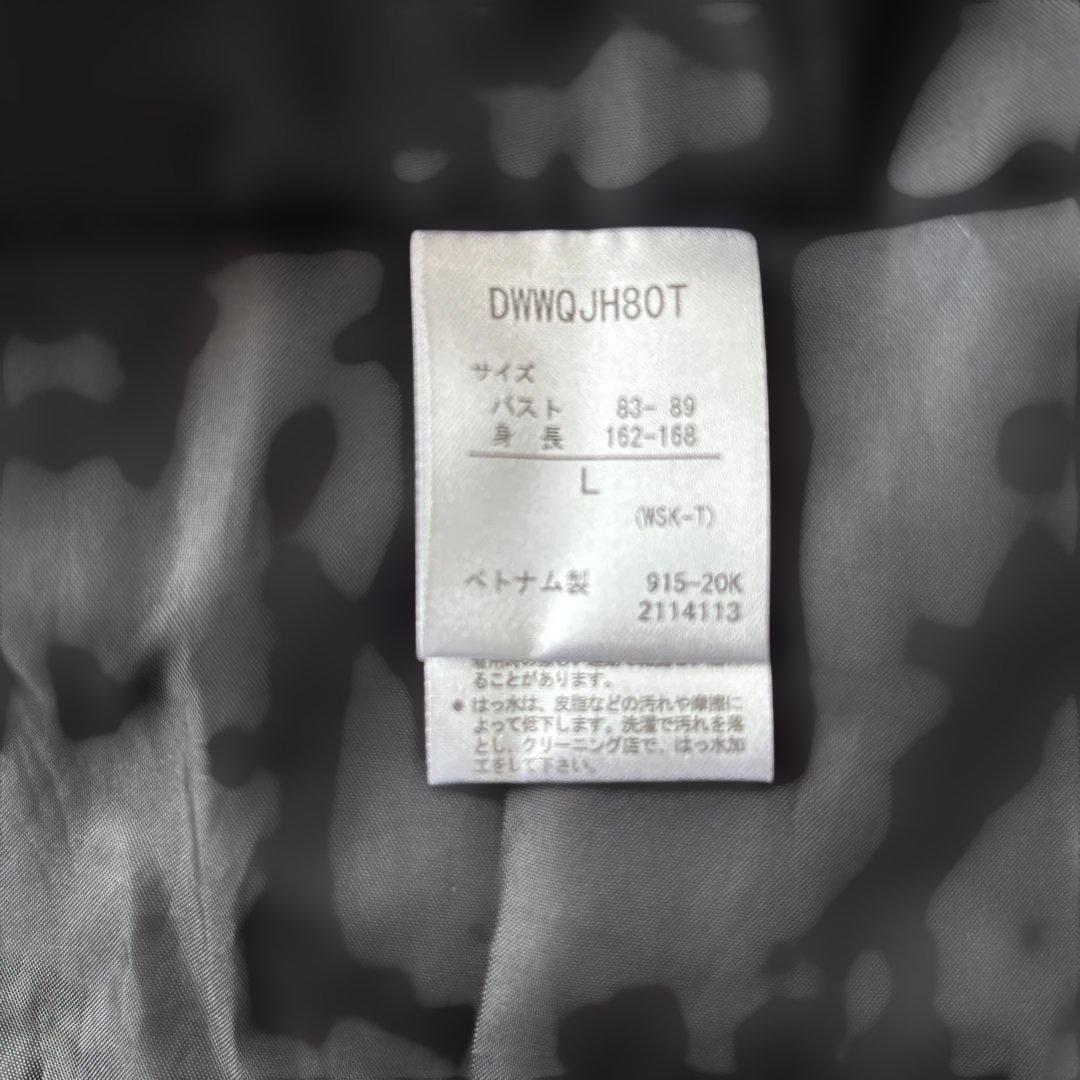 DWWQJH80T
サイズ
バスト 83- 89
身 長 162-168
L
(WSK-T)
ベトナム製 915-20K
2114113
ることがあります。
● はっ水は、皮脂などの汚れや摩擦に
よって低下します。洗濯で汚れを落
とし、クリーニング店で、はっ水加
工をして下さい。